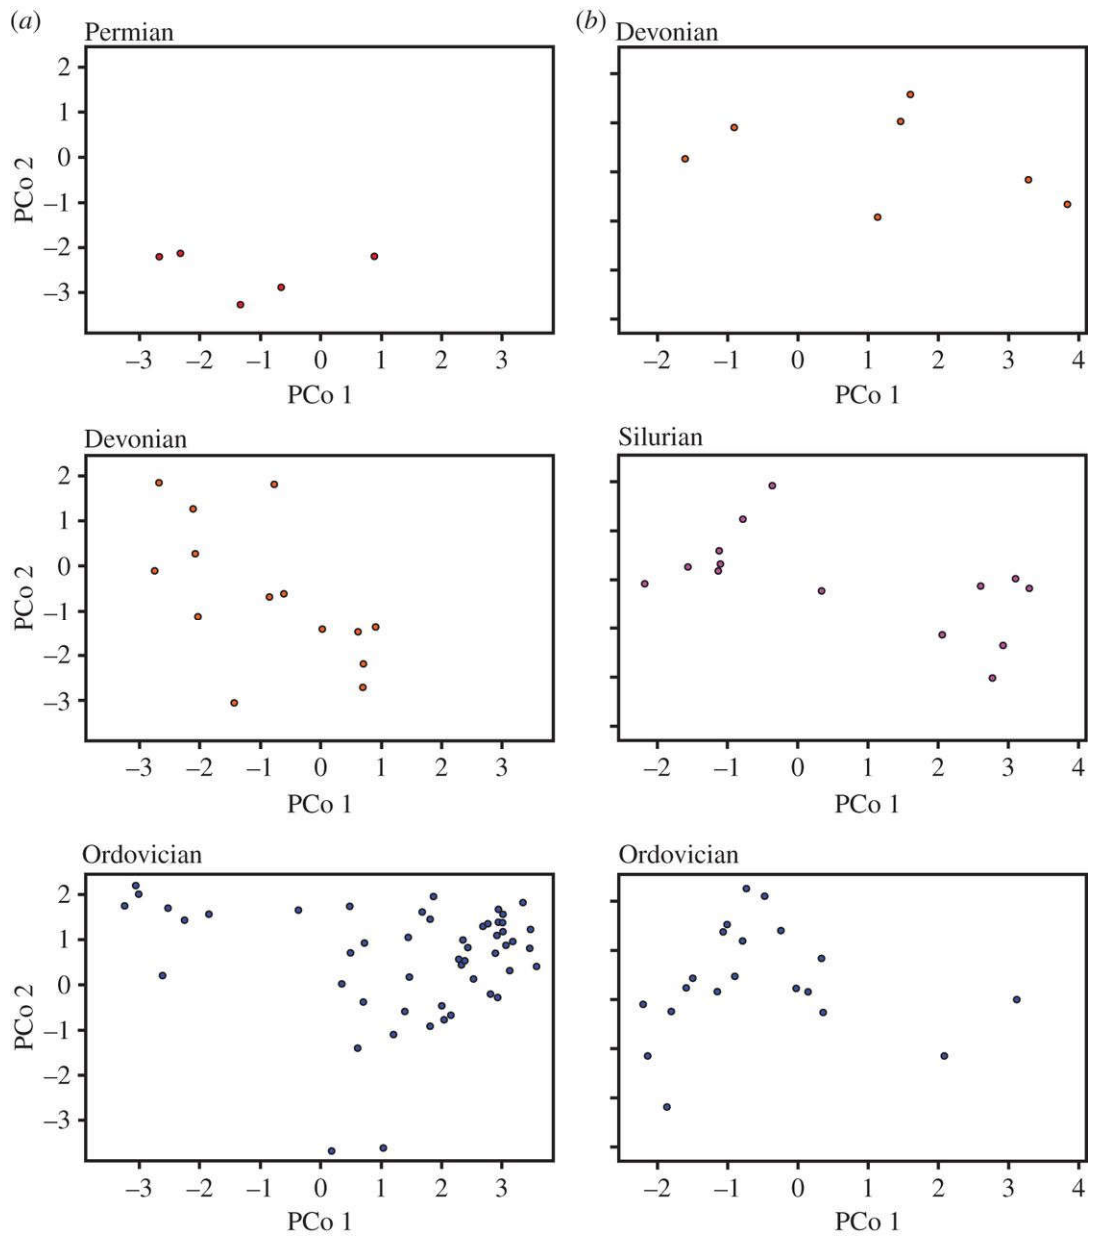 (a)
Permian
2
1
0
–1
–2
–3
PCo 2
–3 –2 –1 0 1 2 3
PCo 1
(b)
Devonian
–2 –1 0 1 2 3 4
PCo 1
Devonian
2
1
0
–1
–2
–3
PCo 2
–3 –2 –1 0 1 2 3
PCo 1
Silurian
–2 –1 0 1 2 3 4
PCo 1
Ordovician
2
1
0
–1
–2
–3
PCo 2
–3 –2 –1 0 1 2 3
PCo 1
Ordovician
–2 –1 0 1 2 3 4
PCo 1